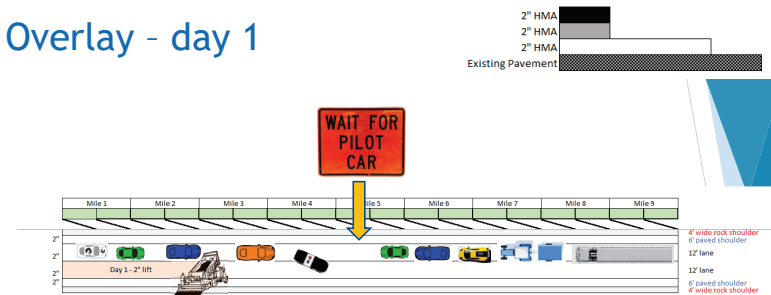 Overlay – day 1
2" HMA
2" HMA
2" HMA
Existing Pavement
WAIT FOR
PILOT
CAR
Mile 1 Mile 2 Mile 3 Mile 4 Mile 5 Mile 6 Mile 7 Mile 8 Mile 9
4' wide rock shoulder
2" 6' paved shoulder
2" 12' lane
Day 1 - 2" lift
2" 12' lane
2" 6' paved shoulder
4' wide rock shoulder